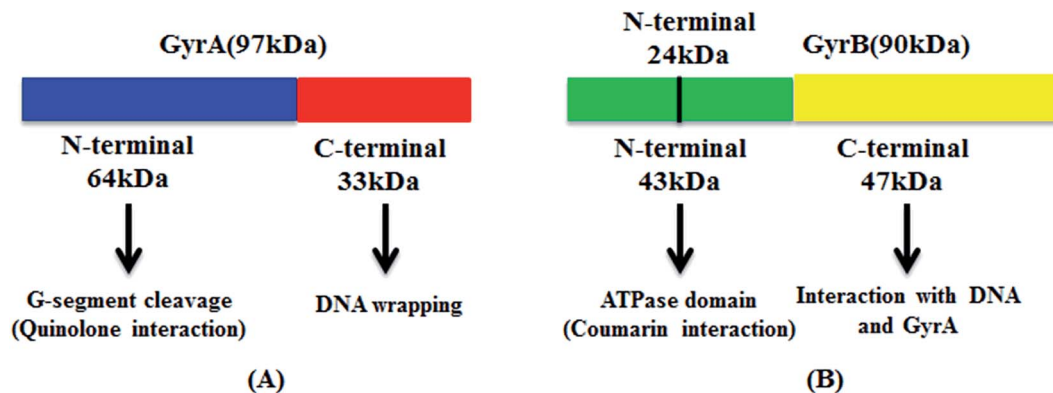 GyrA(97kDa)
N-terminal
64kDa
C-terminal
33kDa
G-segment cleavage
(Quinolone interaction)
DNA wrapping
(A)
N-terminal
24kDa
GyrB(90kDa)
N-terminal
43kDa
C-terminal
47kDa
ATPase domain
(Coumarin interaction)
Interaction with DNA
and GyrA
(B)